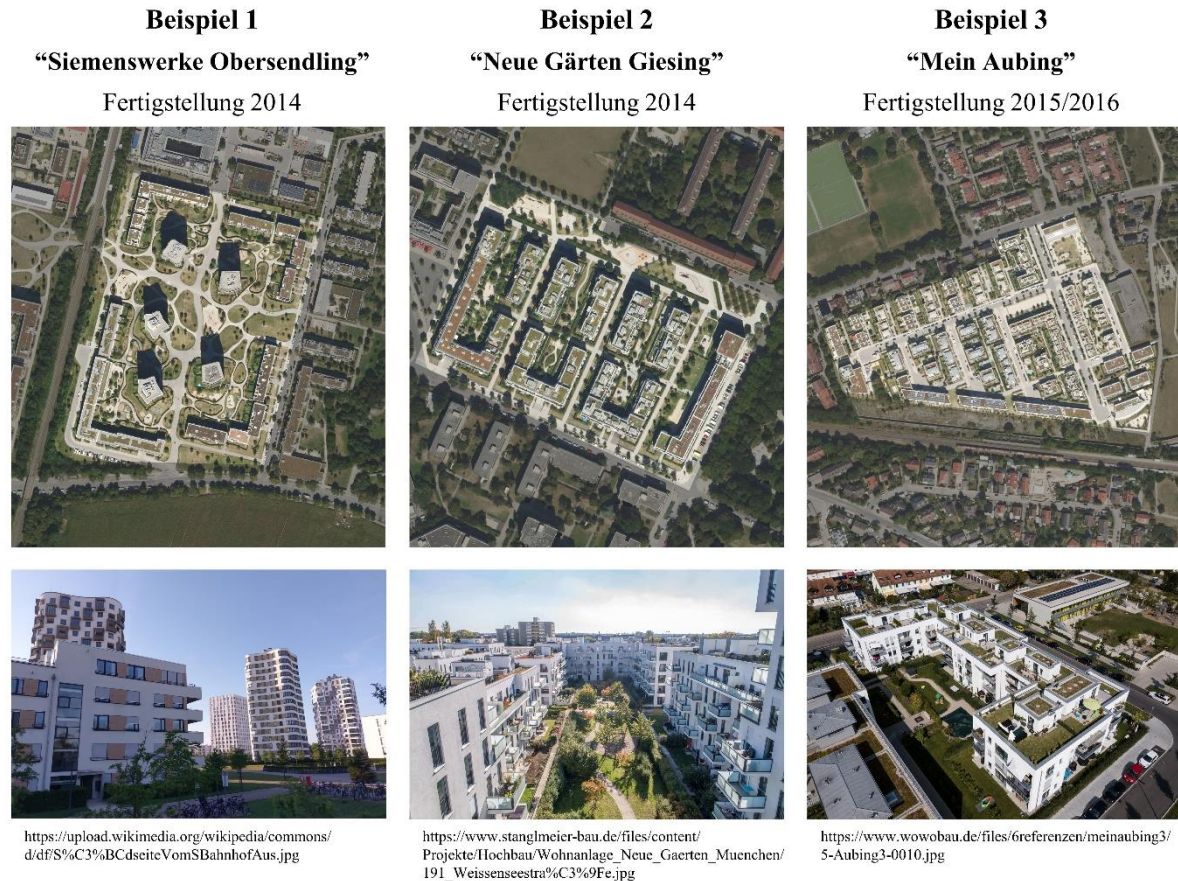 Beispiel 1
“Siemenswerke Obersendling”
Fertigstellung 2014
Beispiel 2
“Neue Gärten Giesing”
Fertigstellung 2014
Beispiel 3
“Mein Aubing”
Fertigstellung 2015/2016
https://upload.wikimedia.org/wikipedia/commons/
d/df/S%C3%BCdseiteVomSBahnhofAus.jpg
https://www.stanglmeier-bau.de/files/content/
Projekte/Hochbau/Wohnanlage_Neue_Gaerten_Muenchen/
191_Weissenseestra%C3%9Fe.jpg
https://www.wowobau.de/files/6referenzen/meinaubing3/
5-Aubing3-0010.jpg